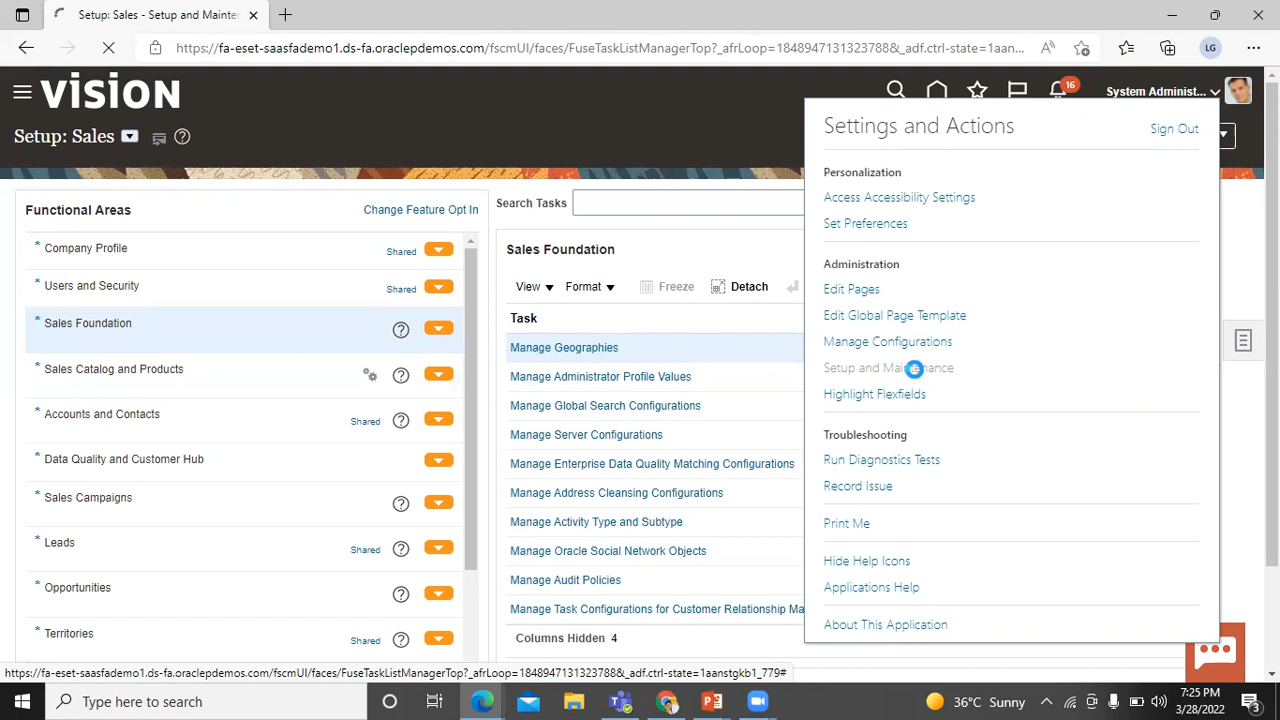 Setup: Sales - Setup and Mainte
https://fa-eset-saasfademo1.ds-fa.oraclepdemos.com/fscmUI/faces/FuseTaskListManagerTop?_afrLoop=18489471313237888&_adf.ctrl-state=1aan...
LG
vision
16
System Administ...
Setup: Sales
Settings and Actions
Sign Out
Personalization
Access Accessibility Settings
Set Preferences
Administration
Edit Pages
Edit Global Page Template
Manage Configurations
Setup and Maintenance
Highlight Flexfields
Troubleshooting
Run Diagnostics Tests
Record Issue
Print Me
Hide Help Icons
Applications Help
About This Application
Functional Areas
Change Feature Opt In
* Company Profile
Shared
* Users and Security
Shared
* Sales Foundation
* Sales Catalog and Products
* Accounts and Contacts
Shared
* Data Quality and Customer Hub
* Sales Campaigns
* Leads
Shared
* Opportunities
* Territories
Shared
Search Tasks
Sales Foundation
View Format Freeze Detach
Task
Manage Geographies
Manage Administrator Profile Values
Manage Global Search Configurations
Manage Server Configurations
Manage Enterprise Data Quality Matching Configurations
Manage Address Cleansing Configurations
Manage Activity Type and Subtype
Manage Oracle Social Network Objects
Manage Audit Policies
Manage Task Configurations for Customer Relationship Ma
Columns Hidden 4
https://fa-eset-saasfademo1.ds-fa.oraclepdemos.com/fscmUI/faces/FuseTaskListManagerTop?_afrLoop=18489471313237888&_adf.ctrl-state=1aanstgkb1_779#
Type here to search
36°C Sunny
7:25 PM
3/28/2022
3